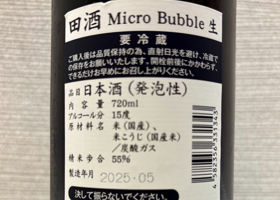 田酒 Micro Bubble 生
要冷蔵
ご購入後は品質保持の為、直射日光を避け、冷蔵で
の保存をお願いいたします。開栓前後にかかわらず、
できるだけお早めにお召し上がりください。
品目 日本酒(発泡性)
内容量 720ml
アルコール分 15度
原材料名 米(国産)、
米こうじ(国産米)
/炭酸ガス
精米歩合 55%
製造年月 2025.05
決して振らないでください。
4582356331343